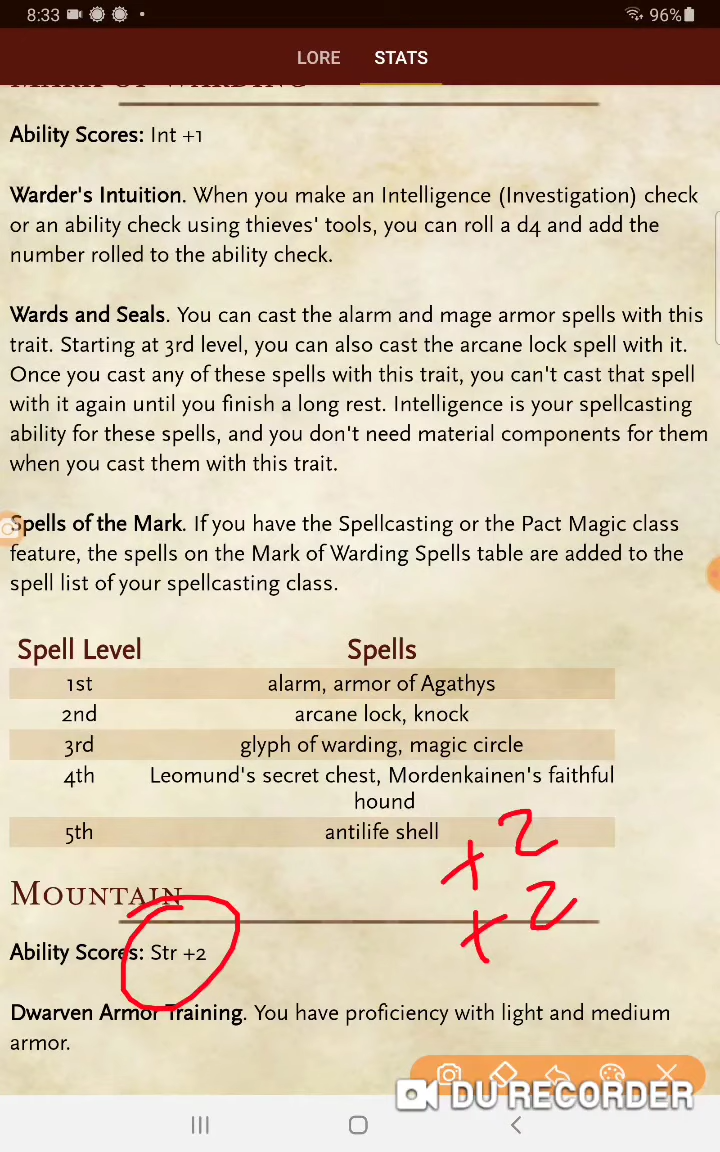 8:33
96%
LORE STATS
MARK OF WARDING
Ability Scores: Int +1
Warder's Intuition. When you make an Intelligence (Investigation) check
or an ability check using thieves' tools, you can roll a d4 and add the
number rolled to the ability check.
Wards and Seals. You can cast the alarm and mage armor spells with this
trait. Starting at 3rd level, you can also cast the arcane lock spell with it.
Once you cast any of these spells with this trait, you can't cast that spell
with it again until you finish a long rest. Intelligence is your spellcasting
ability for these spells, and you don't need material components for them
when you cast them with this trait.
Spells of the Mark. If you have the Spellcasting or the Pact Magic class
feature, the spells on the Mark of Warding Spells table are added to the
spell list of your spellcasting class.
Spell Level Spells
1st alarm, armor of Agathys
2nd arcane lock, knock
3rd glyph of warding, magic circle
4th Leomund's secret chest, Mordenkainen's faithful
hound
5th antilife shell
+2
MOUNTAIN
+2
Ability Scores: Str +2
Dwarven Armor Training. You have proficiency with light and medium
armor.
DU RECORDER